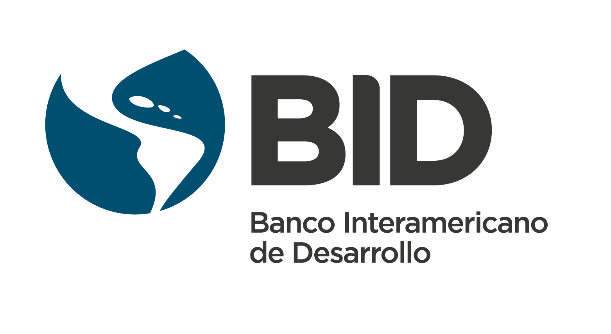 BID
Banco Interamericano
de Desarrollo